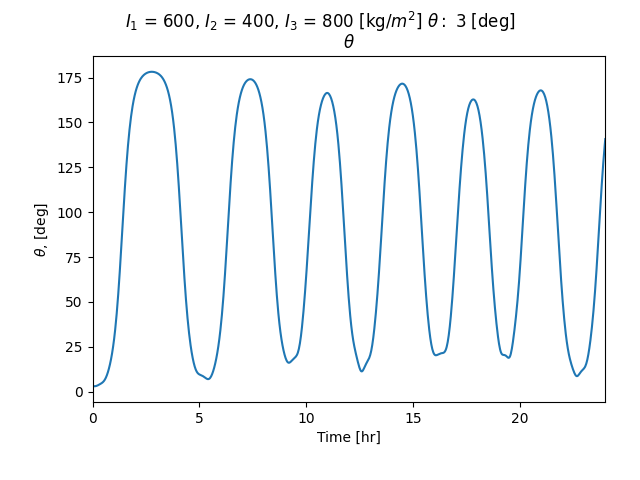 I₁ = 600, I₂ = 400, I₃ = 800 [kg/m²] θ : 3 [deg]
θ
175
150
125
100
75
50
25
0
θ, [deg]
0 5 10 15 20
Time [hr]